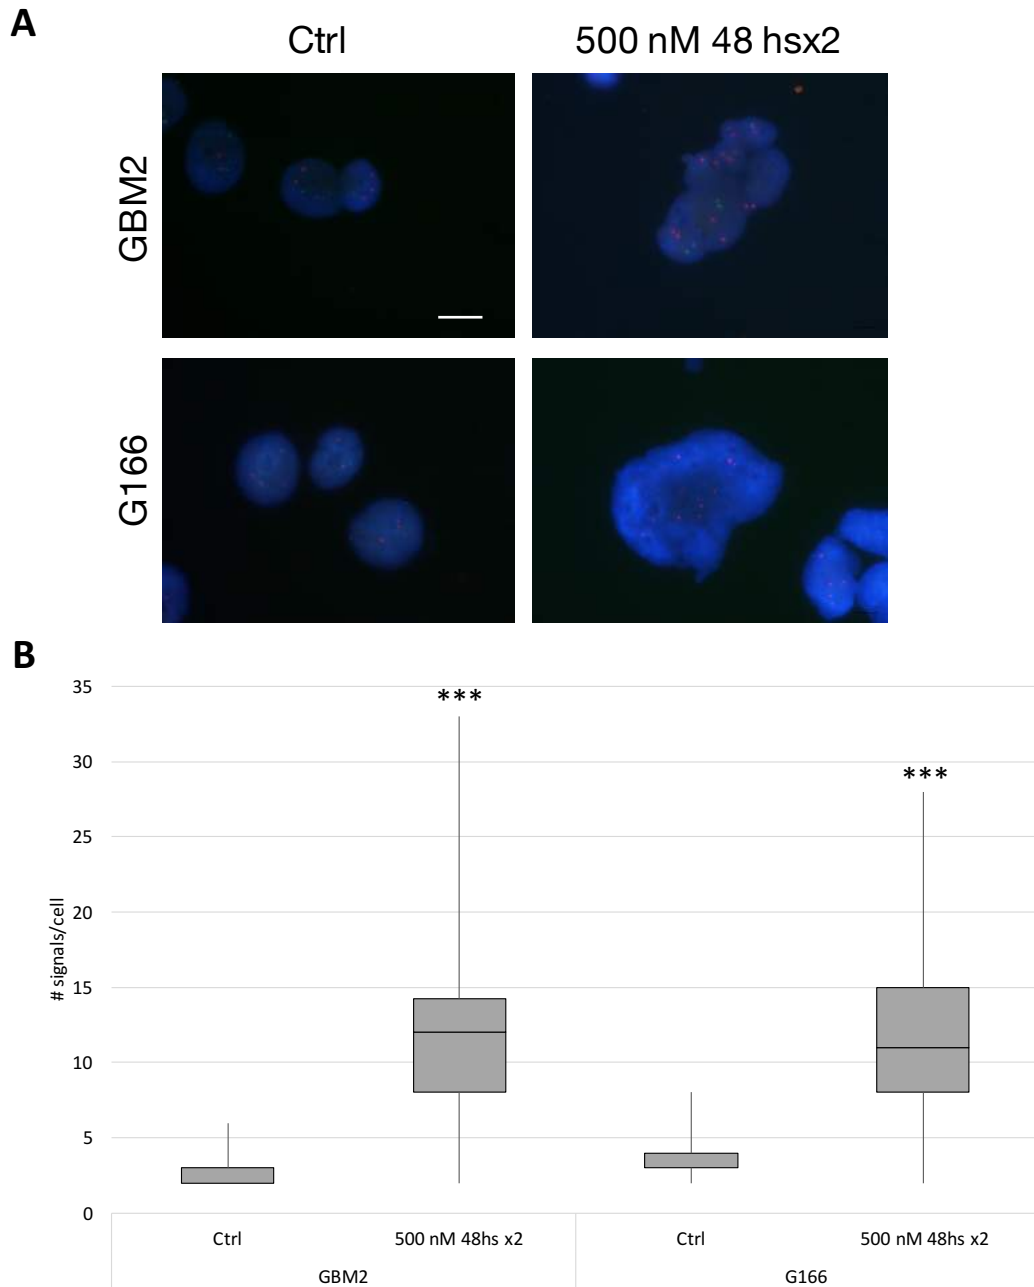 A
Ctrl 500 nM 48 hsx2
GBM2
G166
B
35
***
30
***
25
20
# signals/cell
15
10
5
0
Ctrl 500 nM 48hs x2 Ctrl 500 nM 48hs x2
GBM2 G166